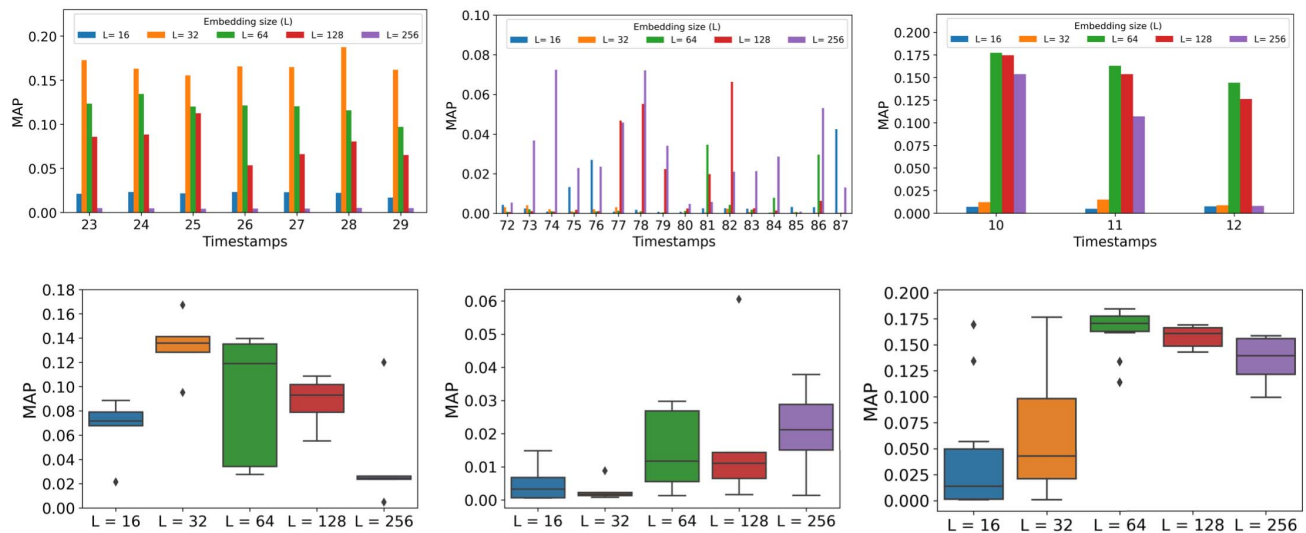 Embedding size (L)
L= 16 L= 32 L= 64 L= 128 L= 256
0.20
0.15
0.10
0.05
0.00
MAP
23 24 25 26 27 28 29
Timestamps
Embedding size (L)
L= 16 L= 32 L= 64 L= 128 L= 256
0.10
0.08
0.06
0.04
0.02
0.00
MAP
72 73 74 75 76 77 78 79 80 81 82 83 84 85 86 87
Timestamps
Embedding size (L)
L= 16 L= 32 L= 64 L= 128 L= 256
0.200
0.175
0.150
0.125
0.100
0.075
0.050
0.025
0.000
MAP
10 11 12
Timestamps
0.18
0.16
0.14
0.12
0.10
0.08
0.06
0.04
0.02
0.00
MAP
L = 16 L = 32 L = 64 L = 128 L = 256
0.06
0.05
0.04
0.03
0.02
0.01
0.00
MAP
L = 16 L = 32 L = 64 L = 128 L = 256
0.200
0.175
0.150
0.125
0.100
0.075
0.050
0.025
0.000
MAP
L = 16 L = 32 L = 64 L = 128 L = 256